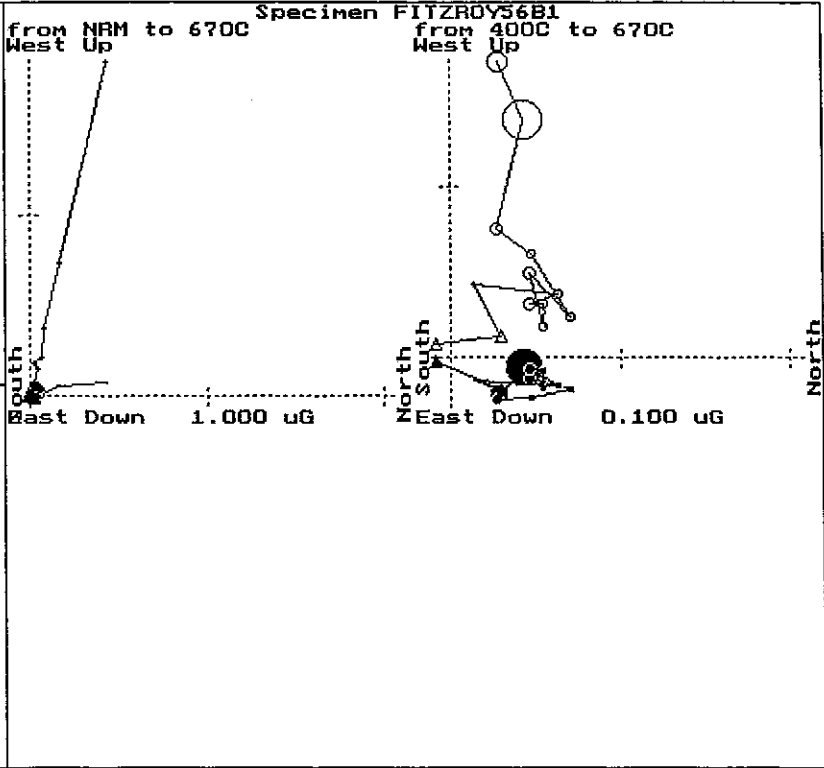 Specimen FITZROY56B1
from NRM to 670C
West Up
from 400C to 670C
West Up
South
North
South
North
East Down 1.000 uG
East Down 0.100 uG